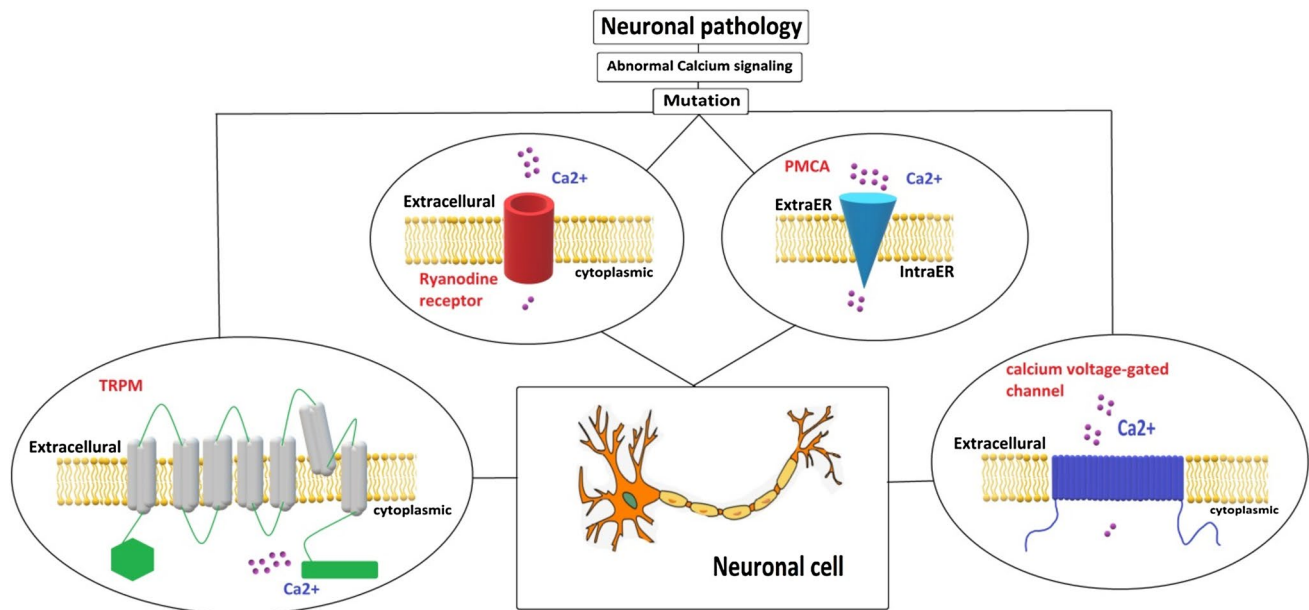 Neuronal pathology
Abnormal Calcium signaling
Mutation
Ca2+
Extracellural
cytoplasmic
Ryanodine
receptor
PMCA
Ca2+
ExtraER
IntraER
TRPM
Extracellural
cytoplasmic
Ca2+
Neuronal cell
calcium voltage-gated
channel
Ca2+
Extracellural
cytoplasmic